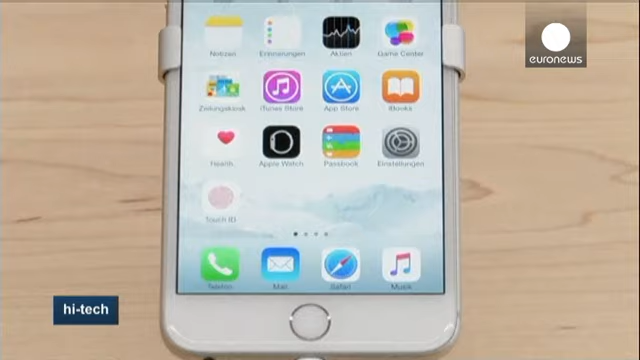 euronews
Notizen Erinnerungen Aktien Game Center
Zeitungskiosk iTunes Store App Store iBooks
Health Apple Watch Passbook Einstellungen
Touch ID
Telefon Mail Safari Musik
hi-tech